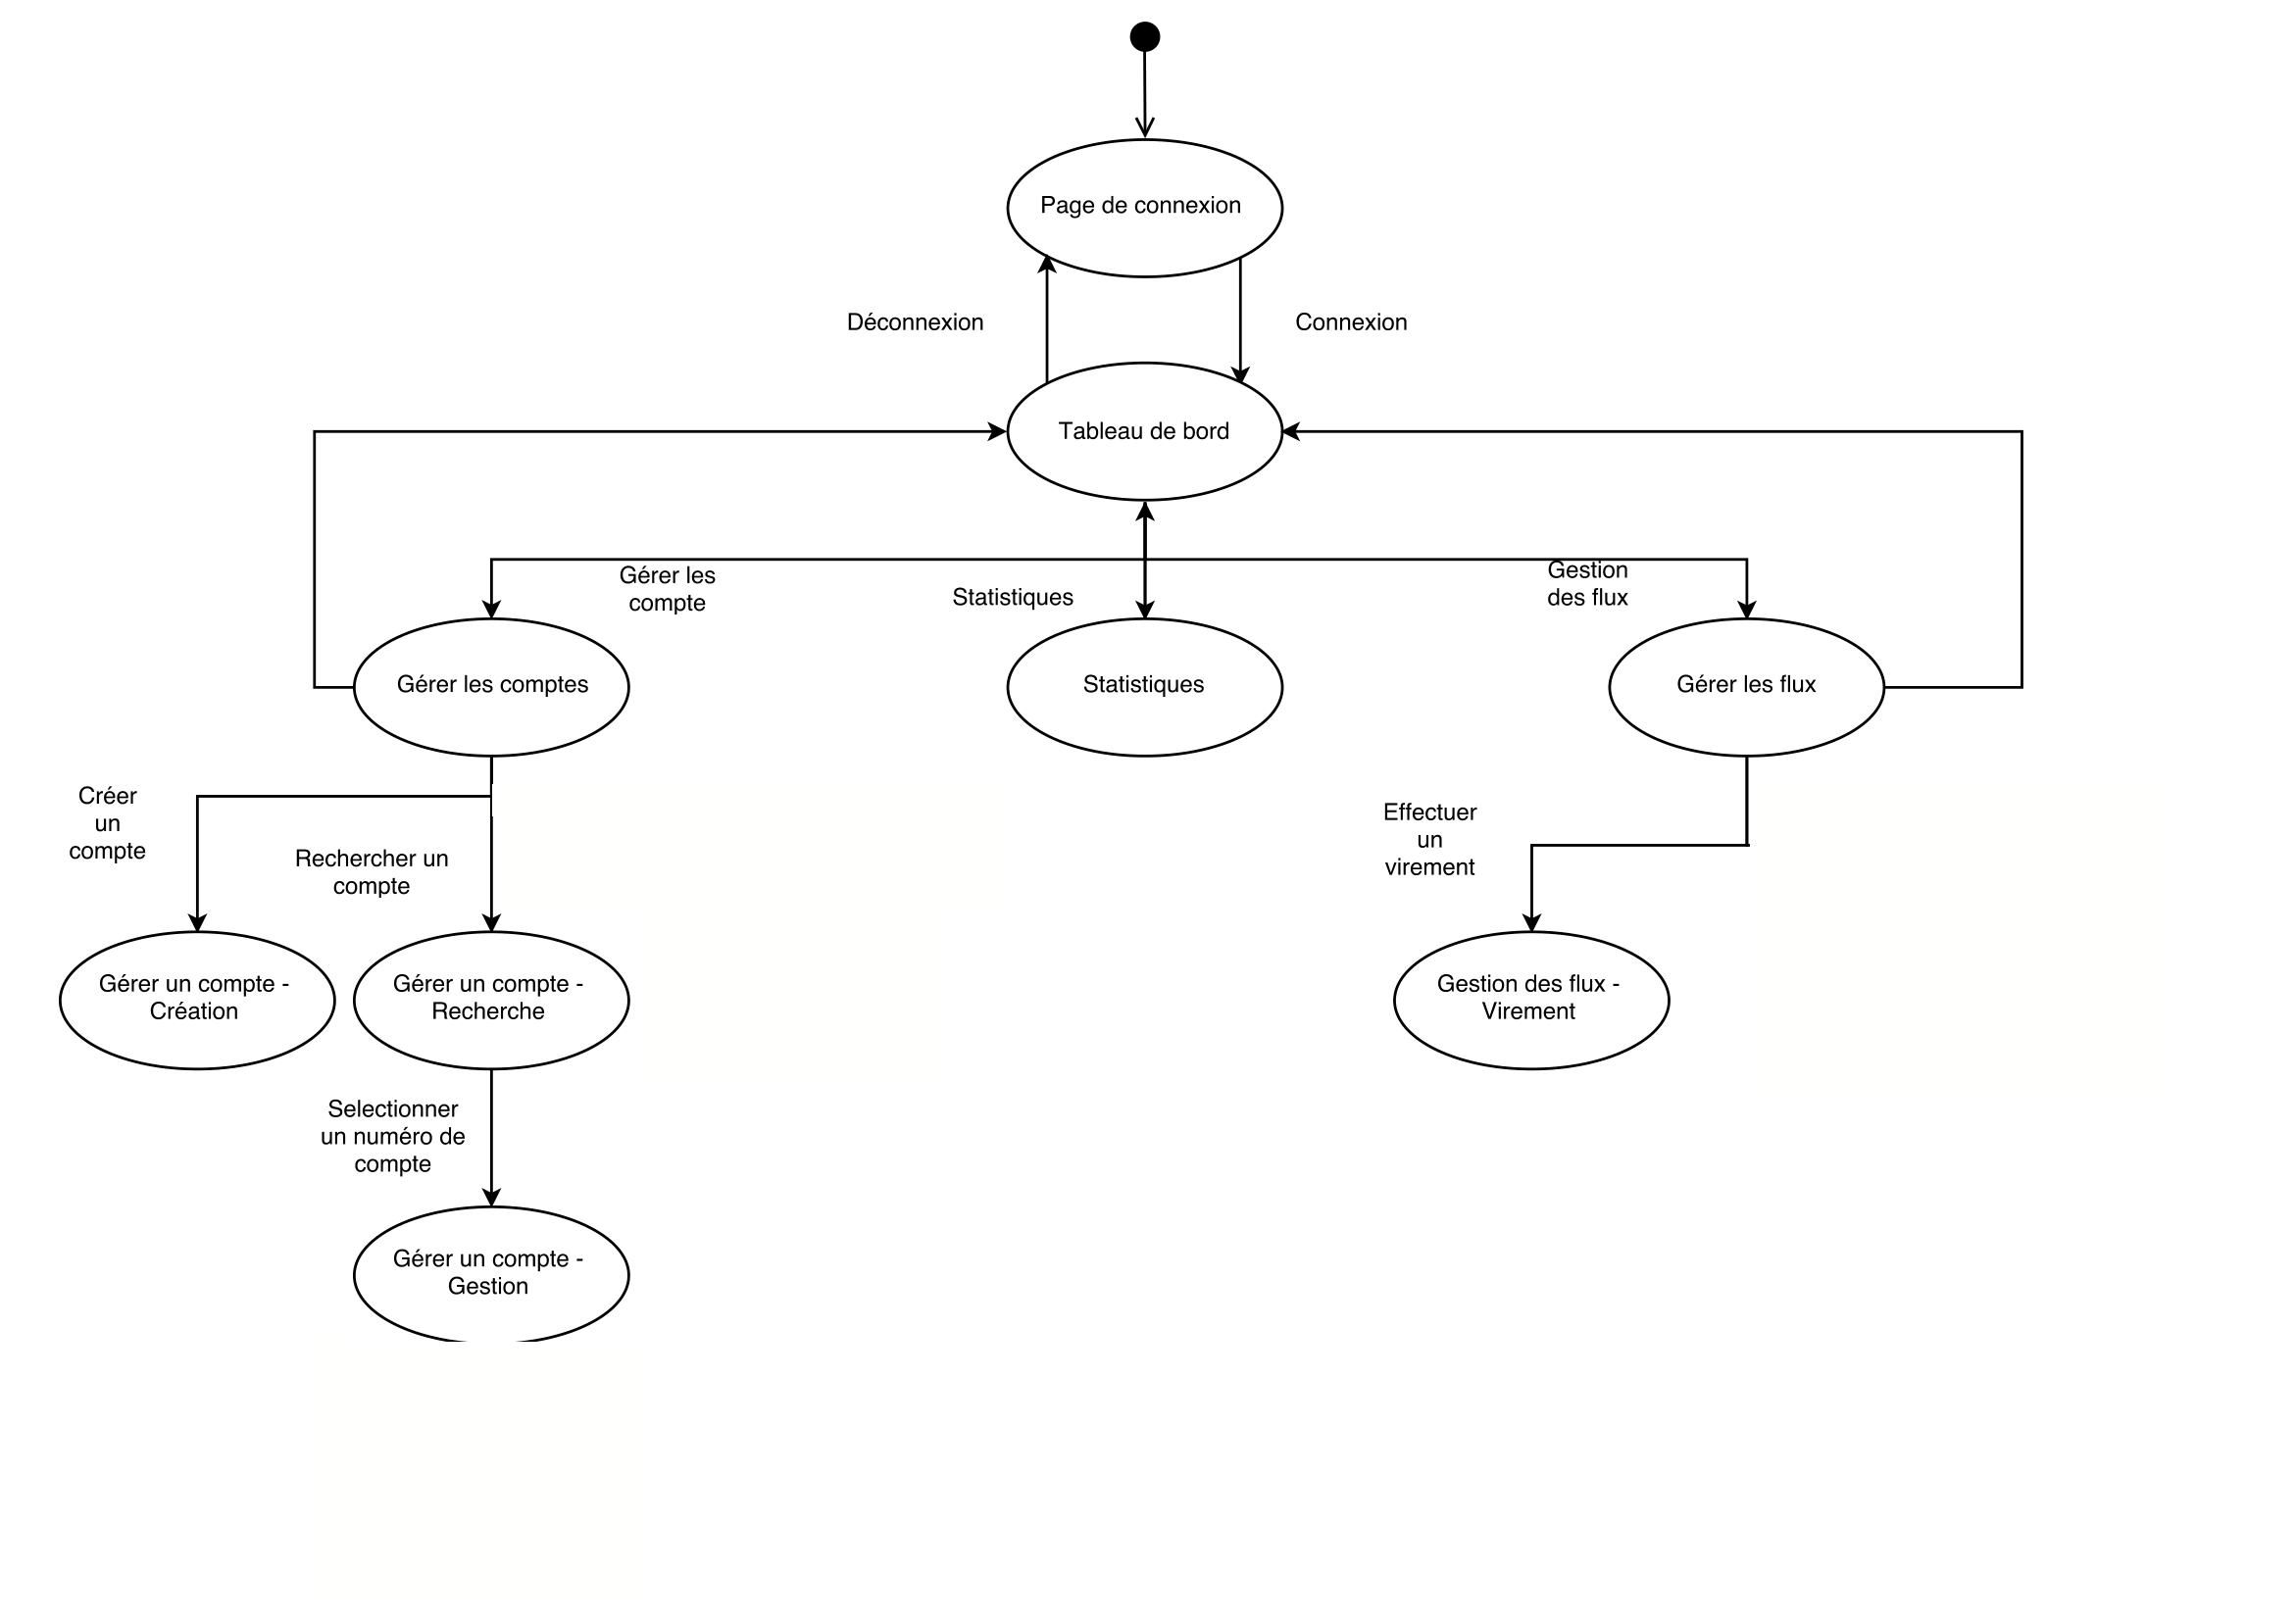 Page de connexion
Déconnexion
Connexion
Tableau de bord
Gérer les
compte
Statistiques
Gestion
des flux
Gérer les comptes
Statistiques
Gérer les flux
Créer
un
compte
Rechercher un
compte
Effectuer
un
virement
Gérer un compte -
Création
Gérer un compte -
Recherche
Gestion des flux -
Virement
Selectionner
un numéro de
compte
Gérer un compte -
Gestion